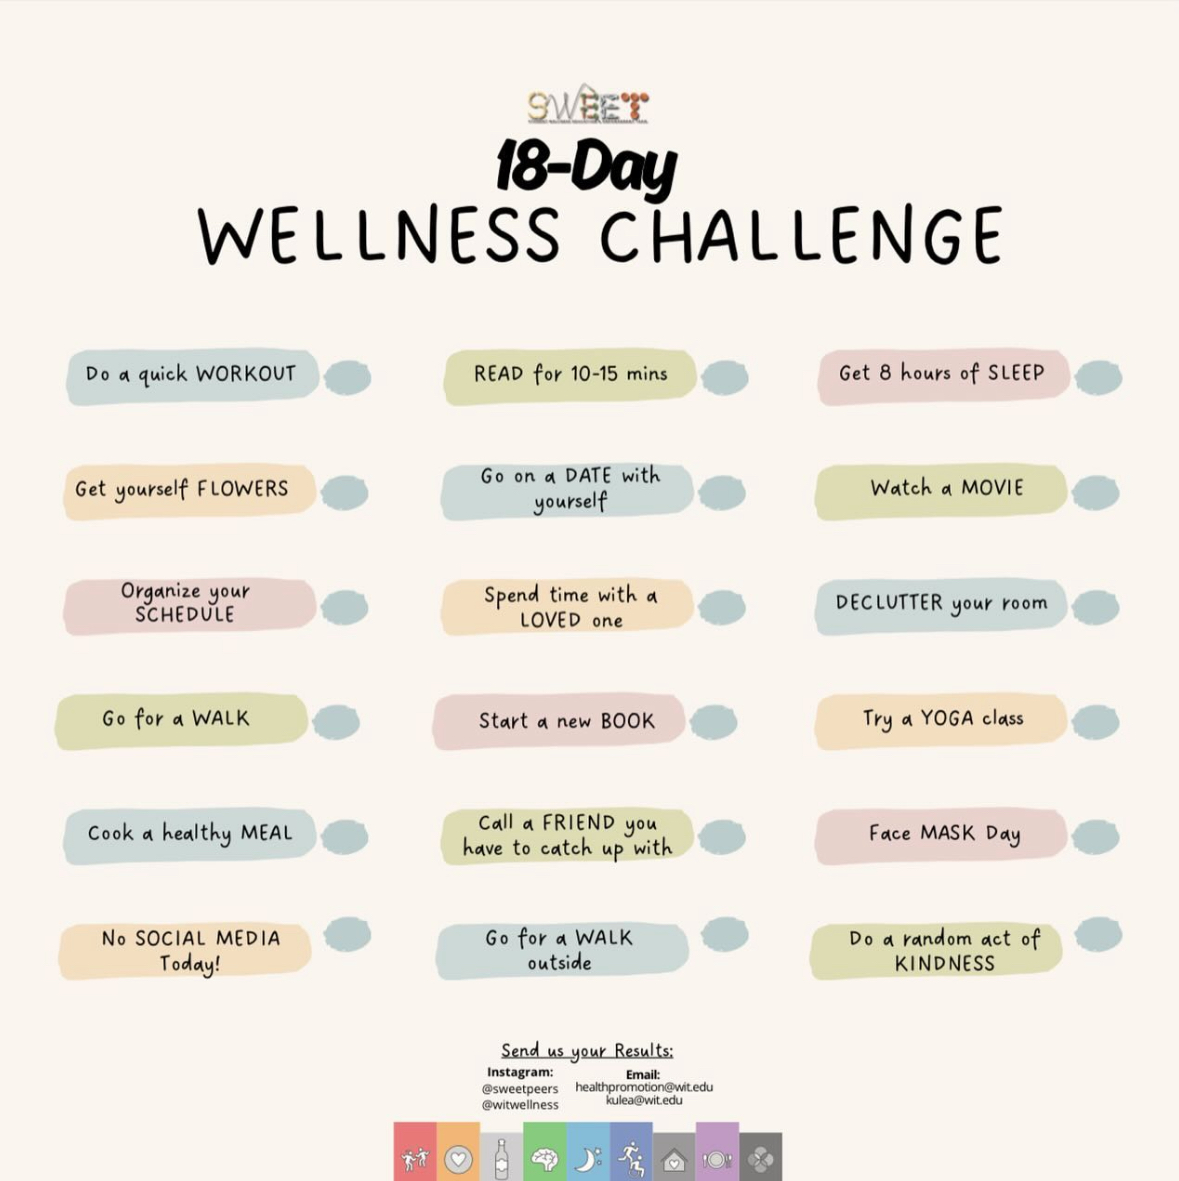 SWEET
18-Day
WELLNESS CHALLENGE
Do a quick WORKOUT
READ for 10-15 mins
Get 8 hours of SLEEP
Get yourself FLOWERS
Go on a DATE with
yourself
Watch a MOVIE
Organize your
SCHEDULE
Spend time with a
LOVED one
DECLUTTER your room
Go for a WALK
Start a new BOOK
Try a YOGA class
Cook a healthy MEAL
Call a FRIEND you
have to catch up with
Face MASK Day
No SOCIAL MEDIA
Today!
Go for a WALK
outside
Do a random act of
KINDNESS
Send us your Results:
Instagram:
@sweetpeers
@witwellness
Email:
healthpromotion@wit.edu
kulea@wit.edu